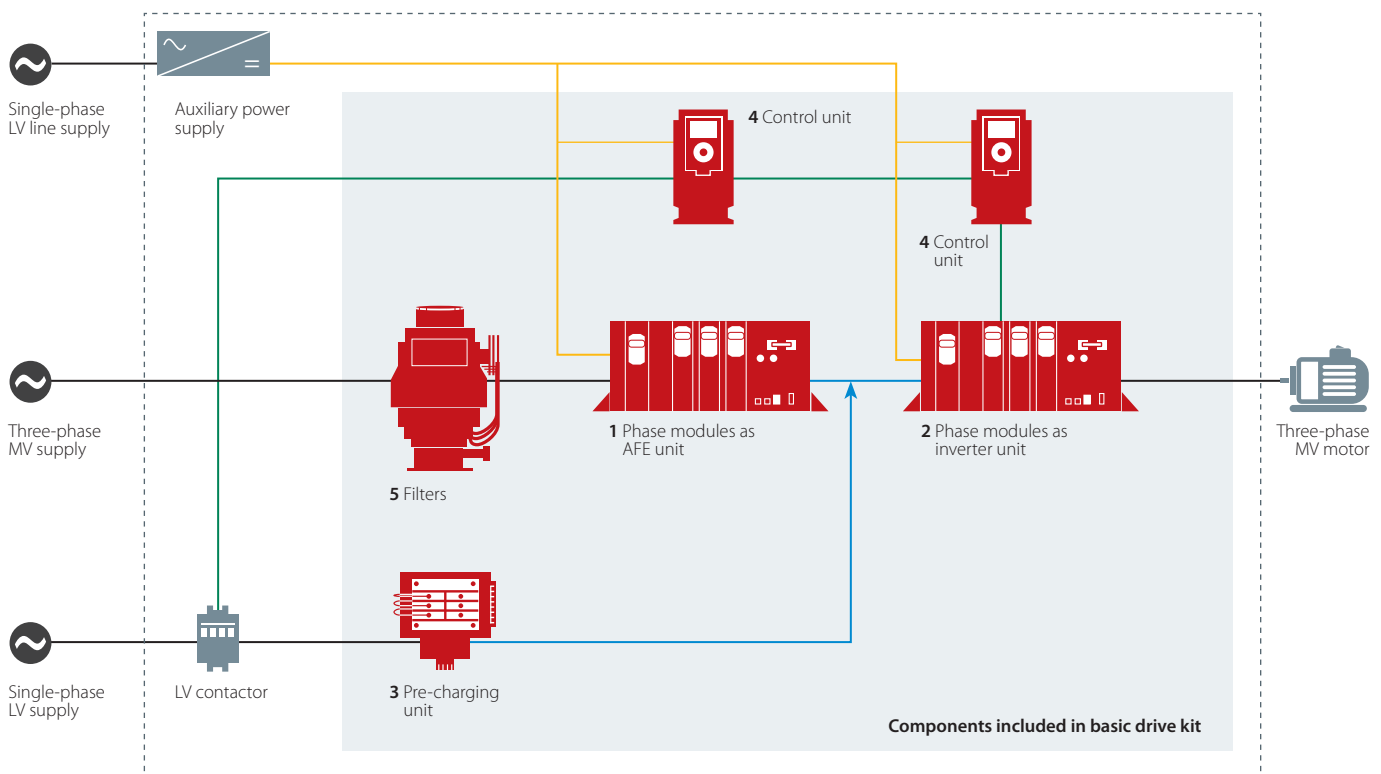 Single-phase
LV line supply
Auxiliary power
supply
4 Control unit
4 Control
unit
Three-phase
MV supply
5 Filters
1 Phase modules as
AFE unit
2 Phase modules as
inverter unit
Three-phase
MV motor
Single-phase
LV supply
LV contactor
3 Pre-charging
unit
Components included in basic drive kit